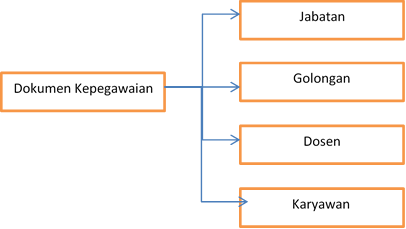 Jabatan
Golongan
Dokumen Kepegawaian
Dosen
Karyawan